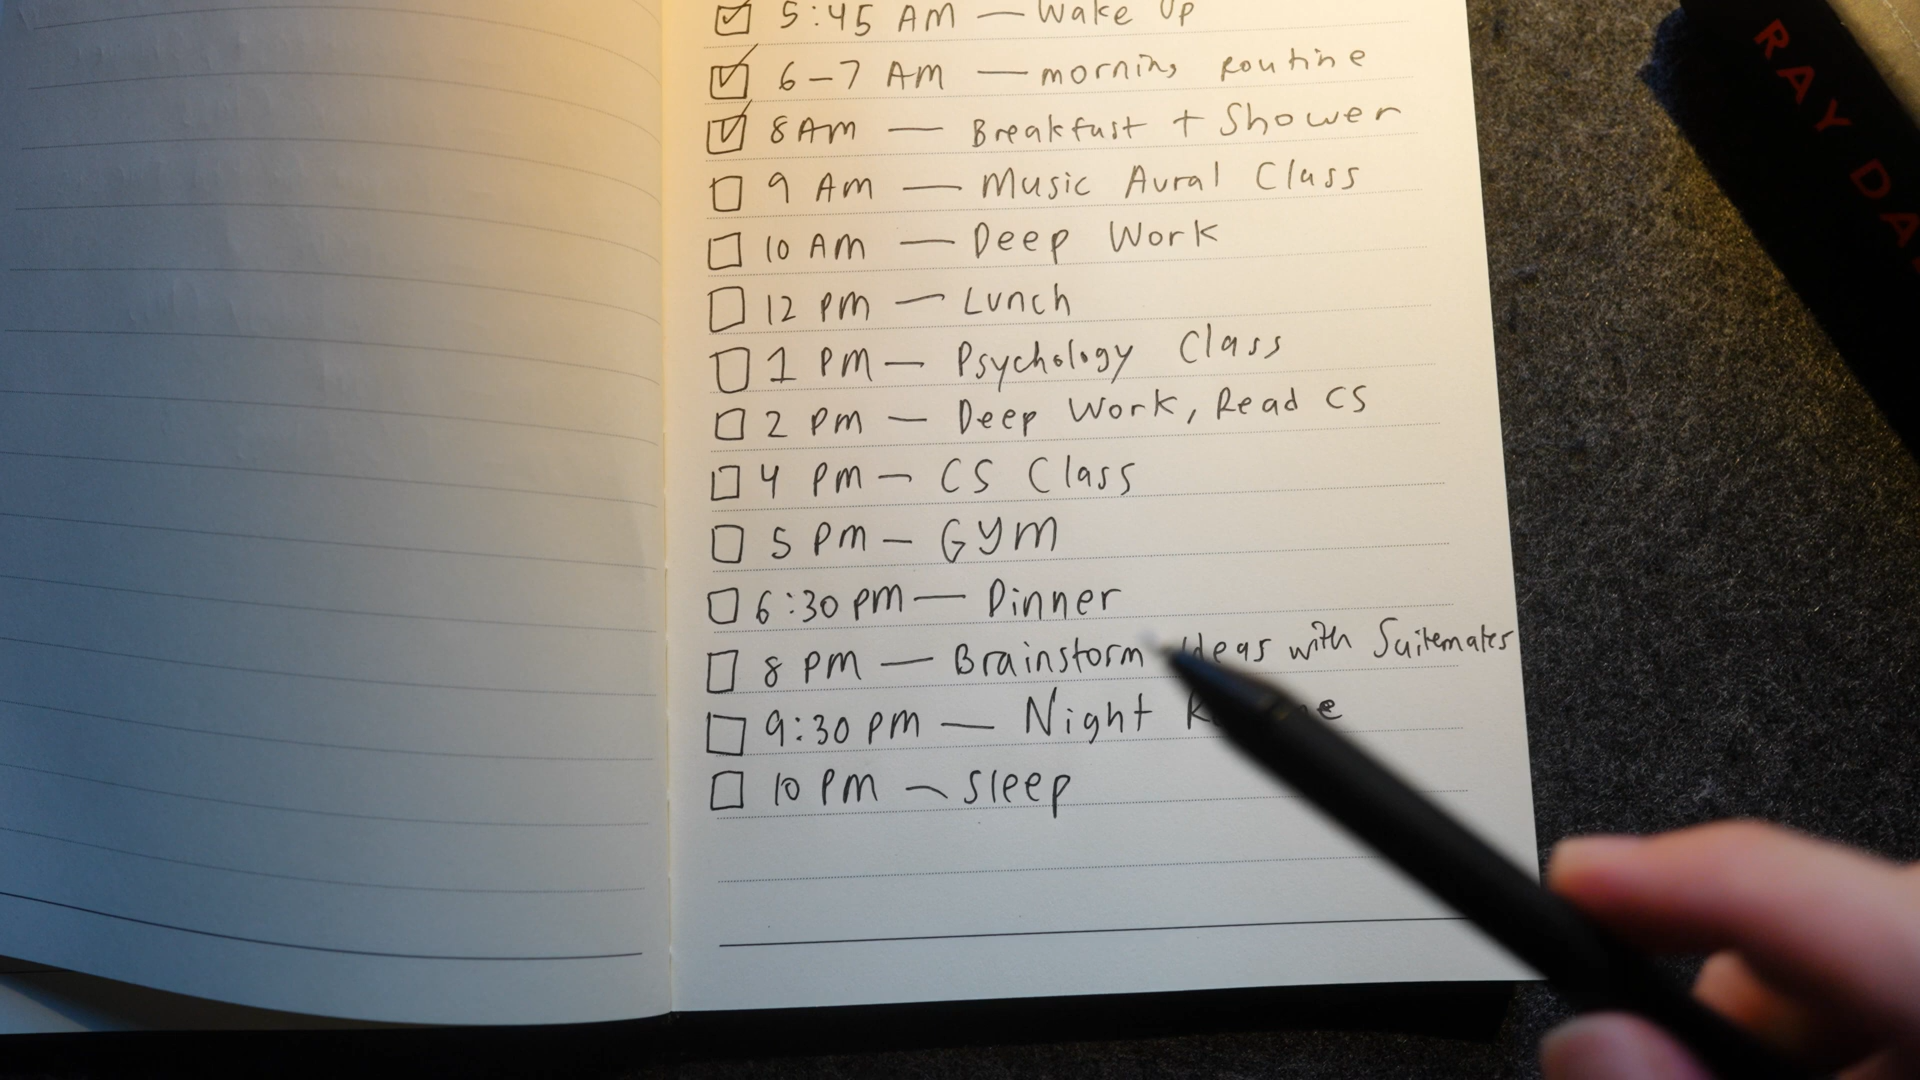 5:45 AM — Wake Up
6–7 AM — morning routine
8 AM — Breakfast + Shower
9 AM — Music Aural Class
10 AM — Deep Work
12 PM — Lunch
1 PM — Psychology Class
2 PM — Deep Work, Read CS
4 PM — CS Class
5 PM — GYM
6:30 PM — Dinner
8 PM — Brainstorm Ideas with Suitemates
9:30 PM — Night
10 PM — Sleep
RAY